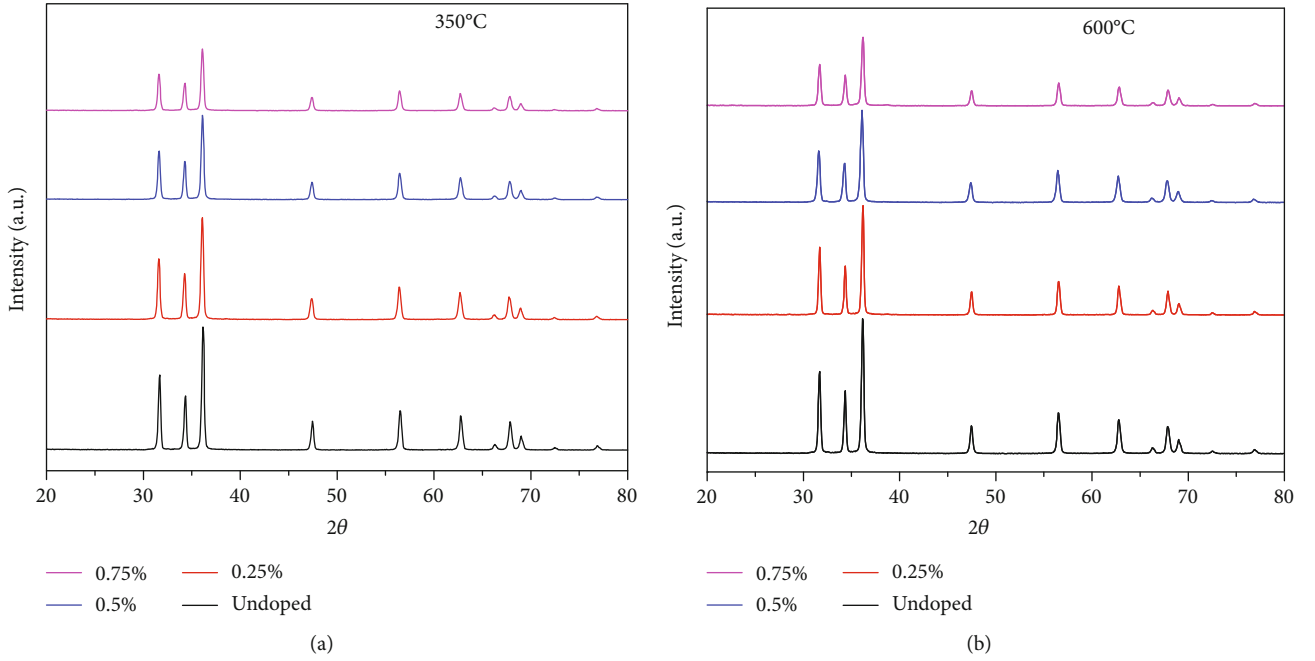 350°C
Intensity (a.u.)
20 30 40 50 60 70 80
2θ
0.75% 0.25%
0.5% Undoped
(a)
600°C
Intensity (a.u.)
20 30 40 50 60 70 80
2θ
0.75% 0.25%
0.5% Undoped
(b)